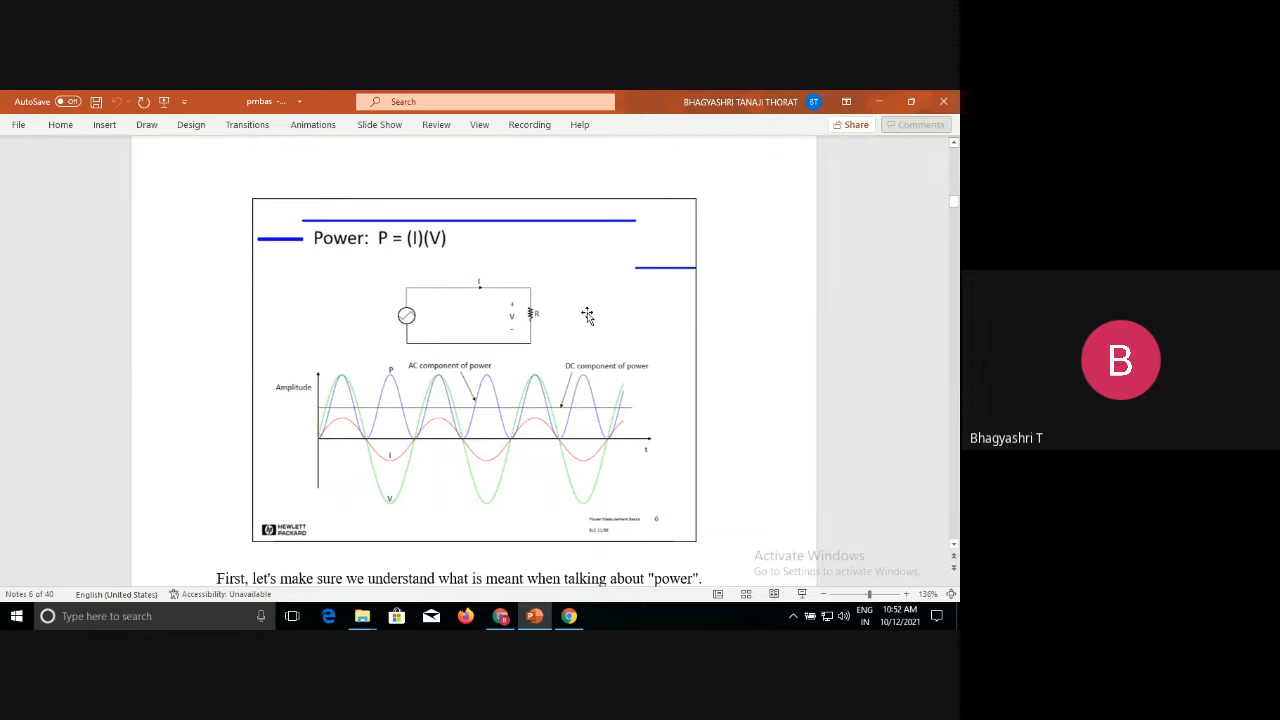 AutoSave Off pmbas -... Search BHAGYASHRI TANAJI THORAT BT
File Home Insert Draw Design Transitions Animations Slide Show Review View Recording Help Share Comments
Power: P = (I)(V)
I
+
V
-
R
AC component of power
DC component of power
P
Amplitude
I
t
V
HEWLETT
PACKARD
Power Measurement Basics 6
First, let's make sure we understand what is meant when talking about "power".
Activate Windows
Go to Settings to activate Windows.
Notes 6 of 40 English (United States) Accessibility: Unavailable 136%
Type here to search
ENG
IN
10:52 AM
10/12/2021
B
Bhagyashri T